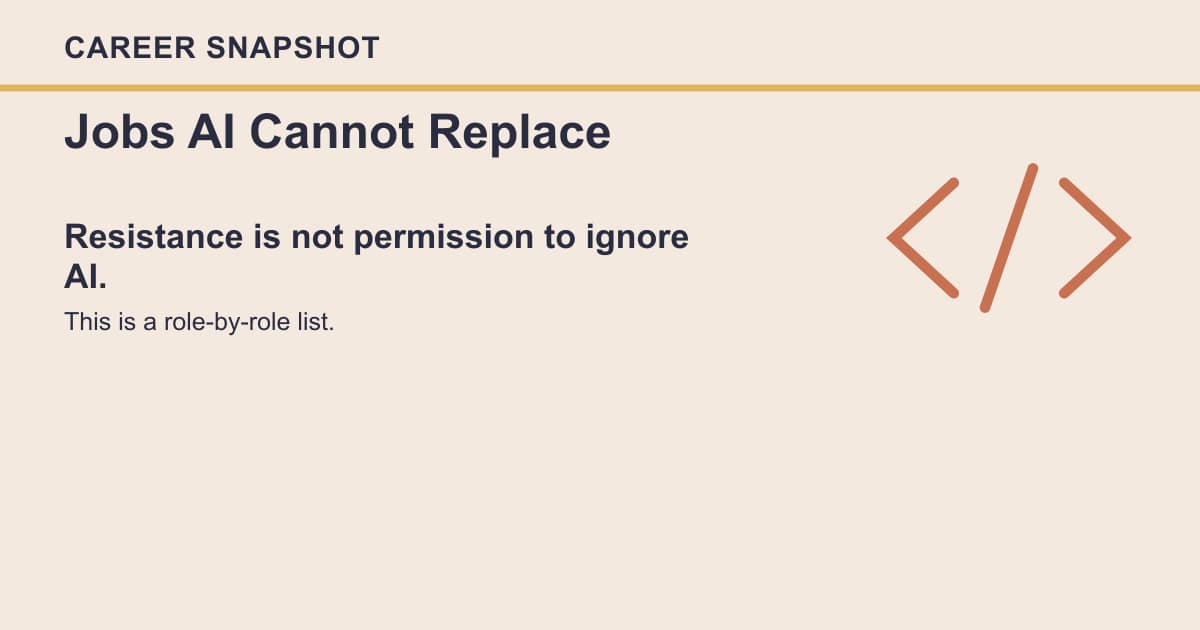 CAREER SNAPSHOT
Jobs AI Cannot Replace
Resistance is not permission to ignore
AI.
This is a role-by-role list.